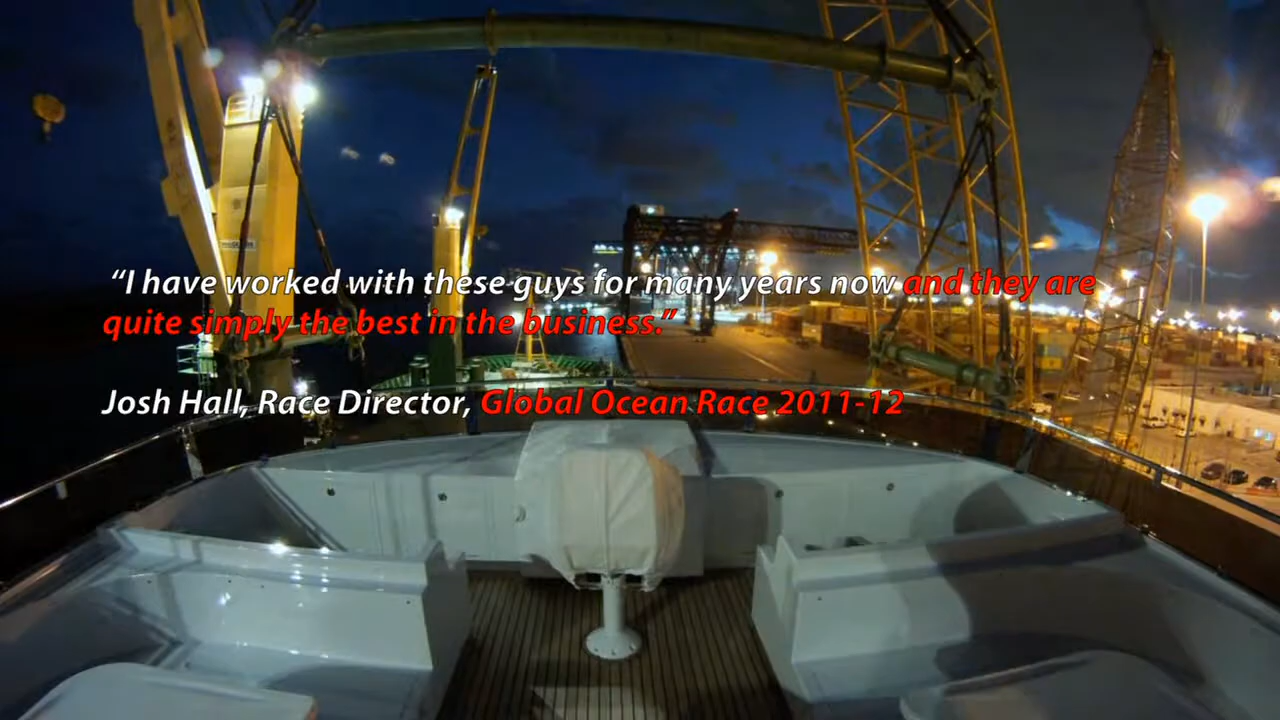 “I have worked with these guys for many years now and they are
quite simply the best in the business.”
Josh Hall, Race Director, Global Ocean Race 2011-12